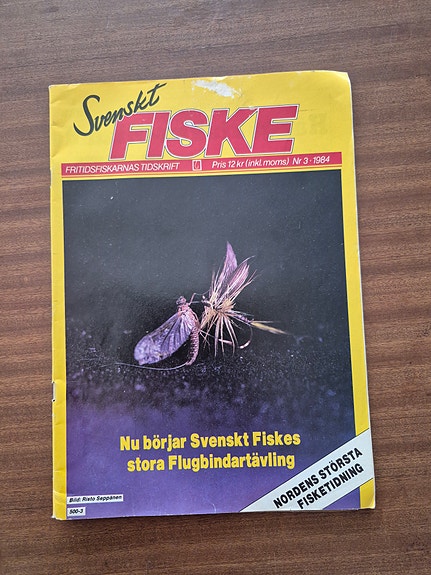 Svenskt
FISKE
FRITIDSFISKARNAS TIDSKRIFT Pris 12 kr (inkl. moms) Nr 3 · 1984
Nu börjar Svenskt Fiskes
stora Flugbindartävling
NORDENS STÖRSTA
FISKETIDNING
Bild: Risto Seppänen
500-3